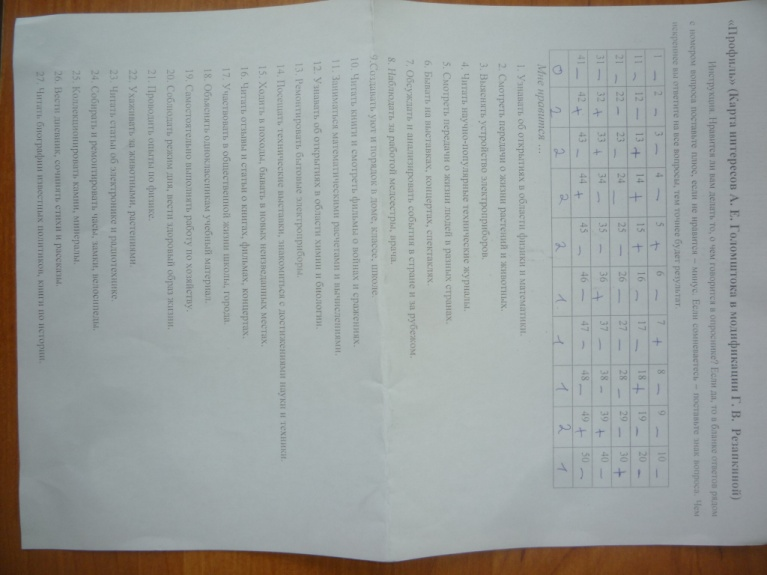 «Профиль» (Карта интересов А. Е. Голомштока в модификации Г. В. Резапкиной)
Инструкция. Нравится ли вам делать то, о чем говорится в опроснике? Если да, то в бланке ответов рядом
с номером вопроса поставьте плюс, если не нравится - минус. Если сомневаетесь – поставьте знак вопроса. Чем
искреннее вы ответите на все вопросы, тем точнее будет результат
1 − 2 − 3 − 4 − 5 + 6 − 7 + 8 − 9 − 10 −
11 − 12 − 13 + 14 + 15 + 16 − 17 − 18 + 19 − 20 −
21 − 22 − 23 − 24 − 25 − 26 − 27 − 28 − 29 − 30 +
31 − 32 + 33 + 34 − 35 − 36 + 37 − 38 − 39 + 40 −
41 − 42 + 43 − 44 + 45 − 46 − 47 − 48 − 49 + 50 −
0 2 2 2 2 1 1 1 2 1
Мне нравится …
1. Узнавать об открытиях в области физики и математики.
2. Смотреть передачи о жизни растений и животных.
3. Выяснять устройство электроприборов.
4. Читать научно-популярные технические журналы.
5. Смотреть передачи о жизни людей в разных странах.
6. Бывать на выставках, концертах, спектаклях.
7. Обсуждать и анализировать события в стране и за рубежом.
8. Наблюдать за работой медсестры, врача.
9. Создавать уют и порядок в доме, классе, школе.
10. Читать книги и смотреть фильмы о войнах и сражениях.
11. Заниматься математическими расчетами и вычислениями.
12. Узнавать об открытиях в области химии и биологии.
13. Ремонтировать бытовые электроприборы.
14. Посещать технические выставки, знакомиться с достижениями науки и техники.
15. Ходить в походы, бывать в новых неизведанных местах.
16. Читать отзывы и статьи о книгах, фильмах, концертах.
17. Участвовать в общественной жизни школы, города.
18. Объяснять одноклассникам учебный материал.
19. Самостоятельно выполнять работу по хозяйству.
20. Соблюдать режим дня, вести здоровый образ жизни.
21. Проводить опыты по физике.
22. Ухаживать за животными, растениями.
23. Читать статьи об электронике и радиотехнике.
24. Собирать и ремонтировать часы, замки, велосипеды.
25. Коллекционировать камни, минералы.
26. Вести дневник, сочинять стихи и рассказы.
27. Читать биографии известных политиков, книги по истории.